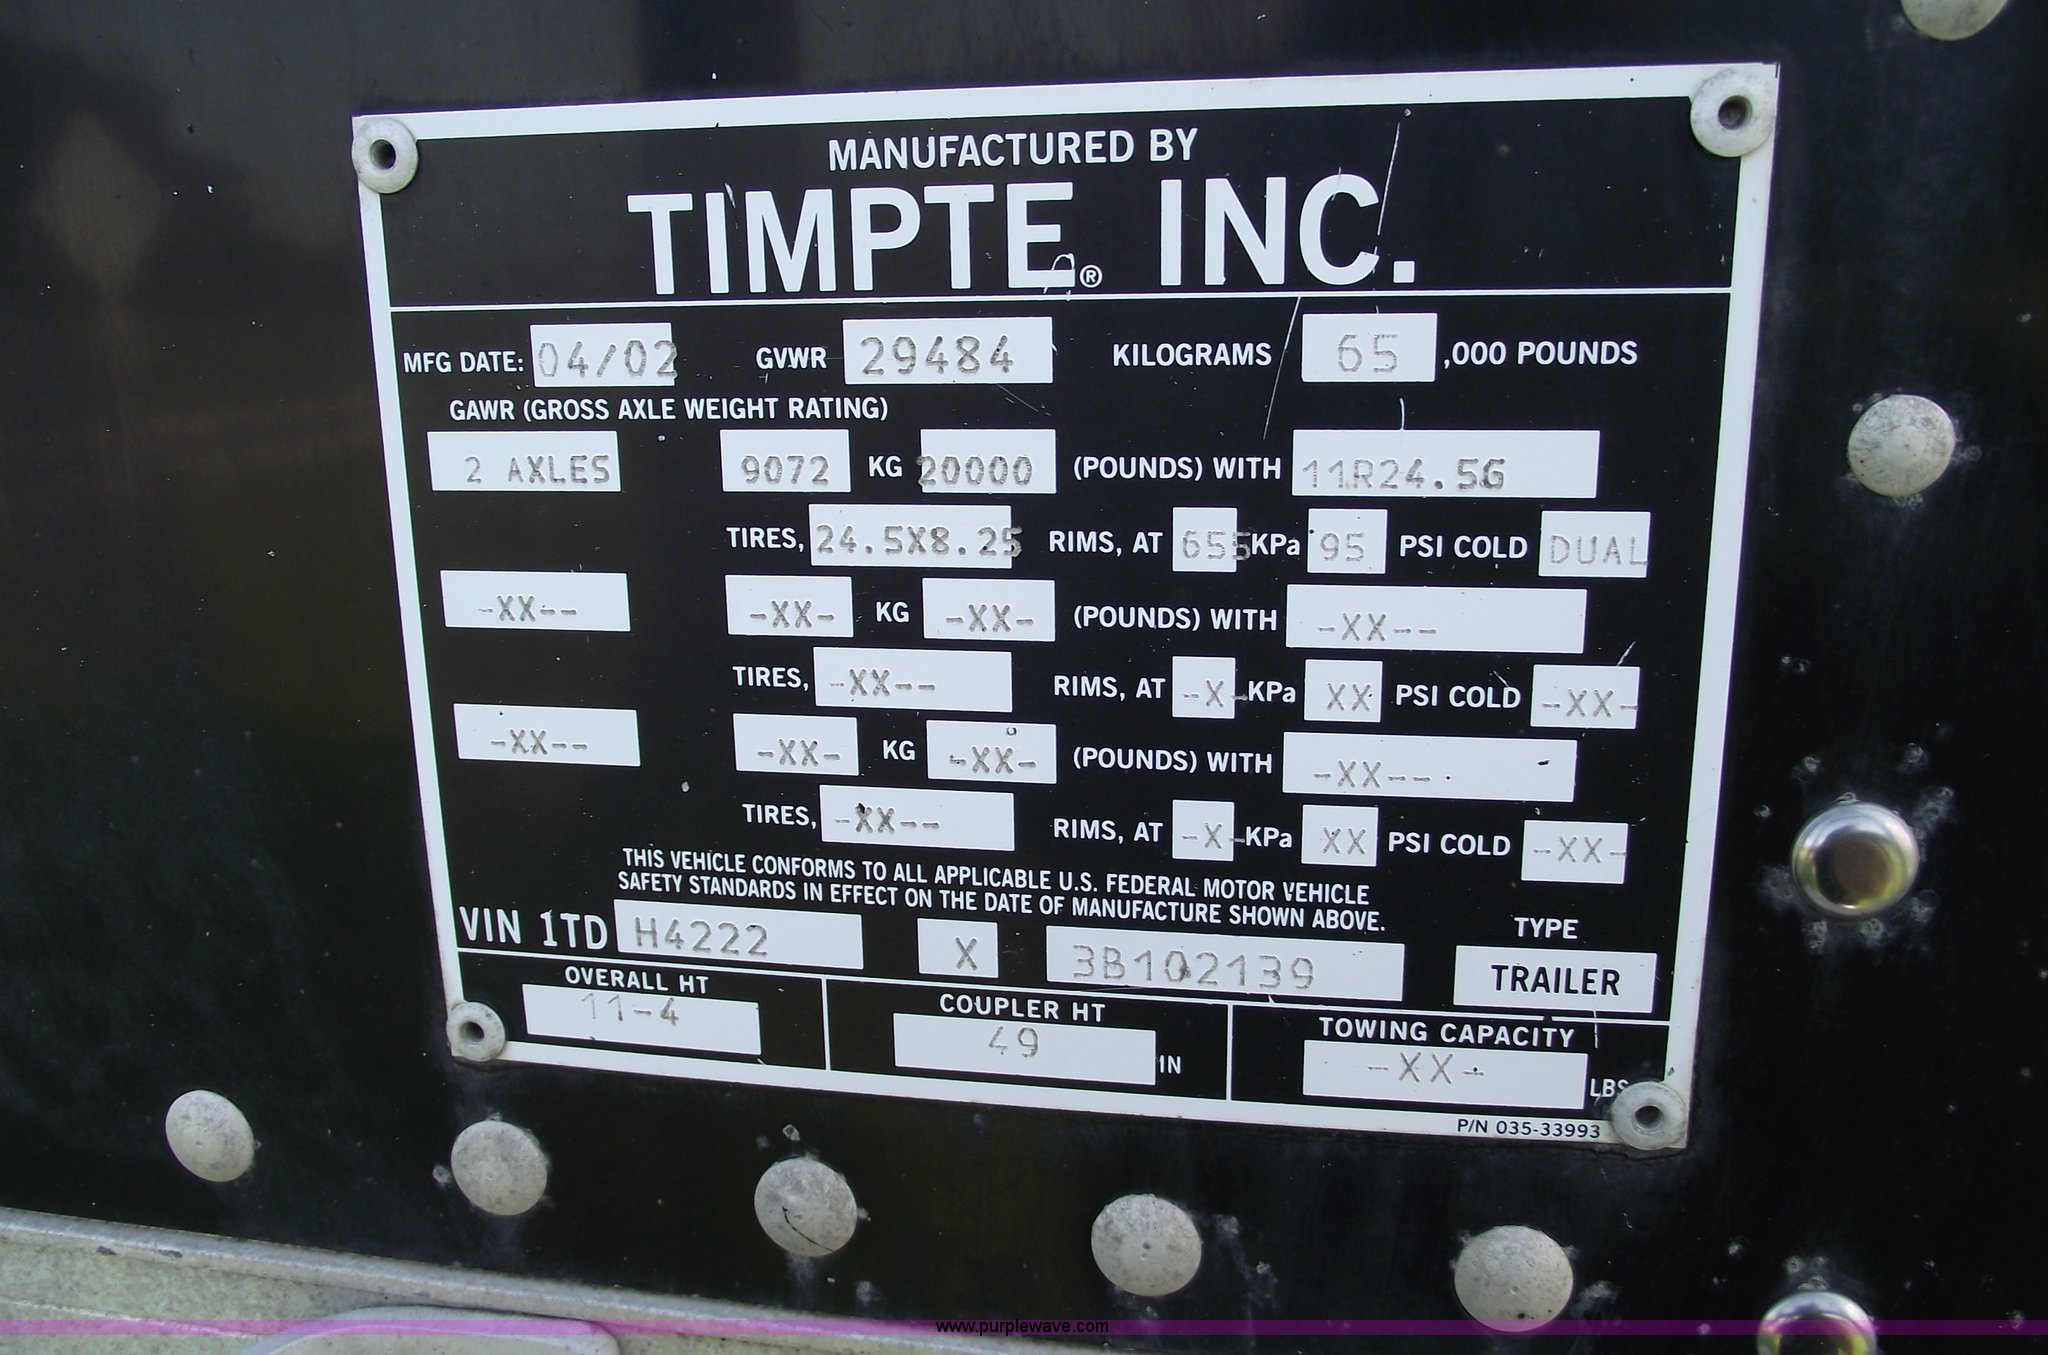 MANUFACTURED BY
TIMPTE® INC.
MFG DATE: 04/02 GVWR 29484 KILOGRAMS 65 ,000 POUNDS
GAWR (GROSS AXLE WEIGHT RATING)
2 AXLES 9072 KG 20000 (POUNDS) WITH 11R24.5G
TIRES, 24.5X8.25 RIMS, AT 655 KPa 95 PSI COLD DUAL
-XX-- -XX- KG -XX- (POUNDS) WITH -XX--
TIRES, -XX-- RIMS, AT -X- KPa XX PSI COLD -XX-
-XX-- -XX- KG -XX- (POUNDS) WITH -XX--
TIRES, -XX-- RIMS, AT -X- KPa XX PSI COLD -XX-
THIS VEHICLE CONFORMS TO ALL APPLICABLE U.S. FEDERAL MOTOR VEHICLE
SAFETY STANDARDS IN EFFECT ON THE DATE OF MANUFACTURE SHOWN ABOVE.
VIN 1TD H4222 X 3B102139 TYPE TRAILER
OVERALL HT 11-4 COUPLER HT 49 IN TOWING CAPACITY -XX- LBS
P/N 035-33993
www.purplewave.com